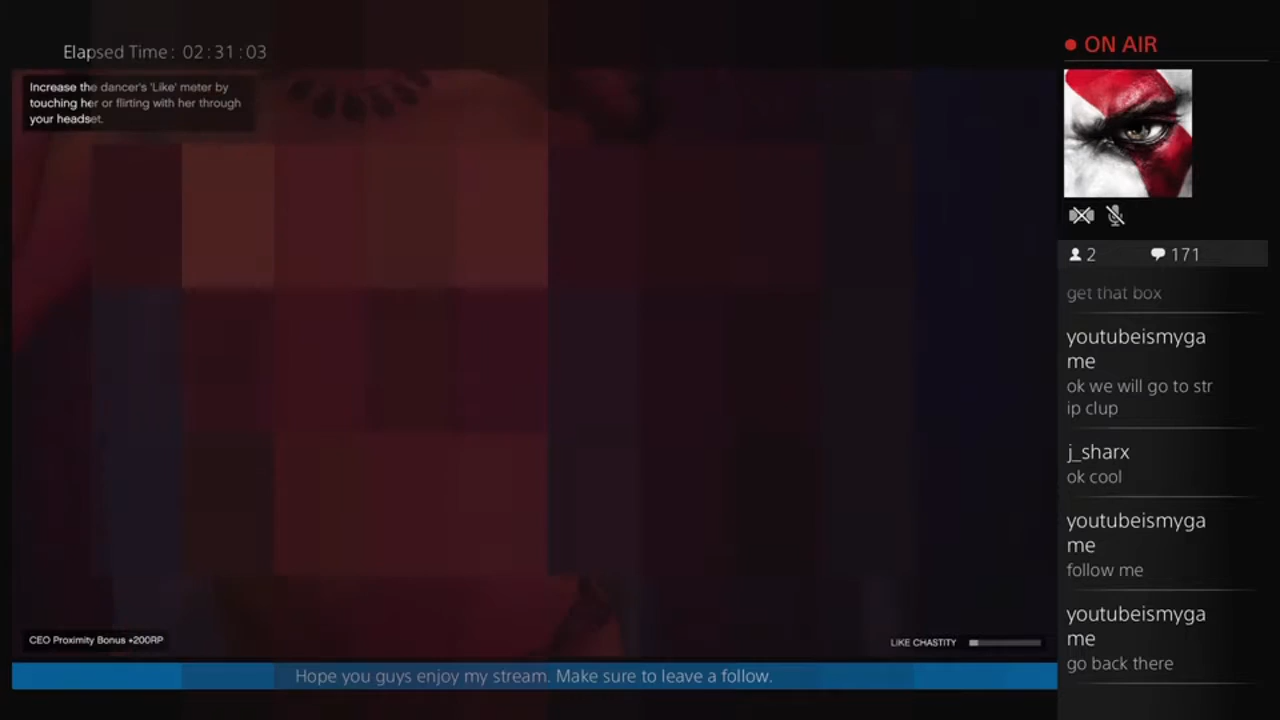 Elapsed Time: 02:31:03
Increase the dancer's 'Like' meter by
touching her or flirting with her through
your headset.
CEO Proximity Bonus +200RP
LIKE CHASTITY
Hope you guys enjoy my stream. Make sure to leave a follow.
ON AIR
2
171
get that box
youtubeismyga
me
ok we will go to str
ip clup
j_sharx
ok cool
youtubeismyga
me
follow me
youtubeismyga
me
go back there